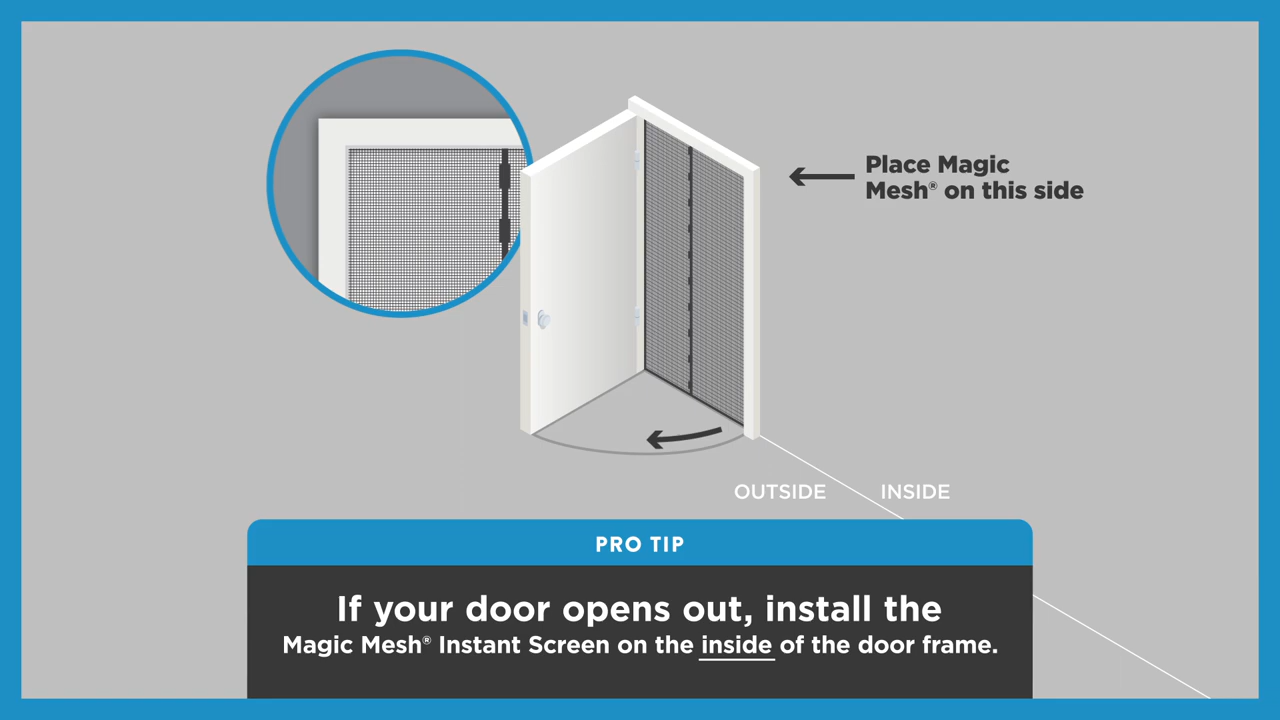 Place Magic
Mesh® on this side
OUTSIDE
INSIDE
PRO TIP
If your door opens out, install the
Magic Mesh® Instant Screen on the inside of the door frame.